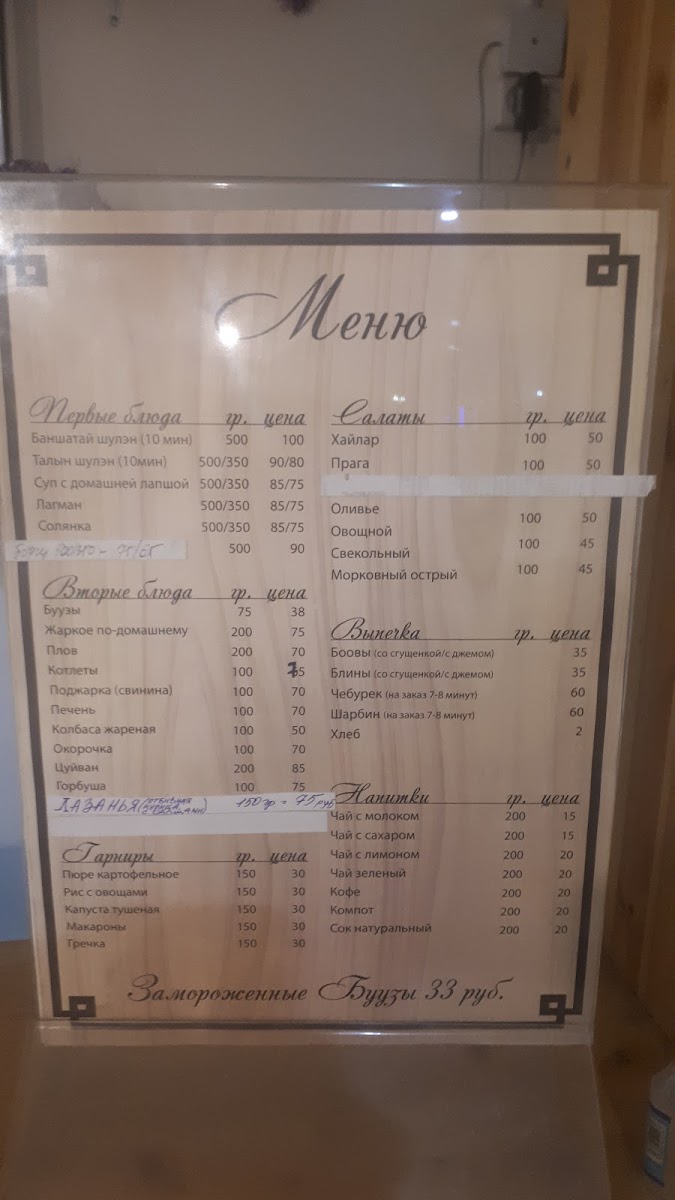 Меню
Первые блюда гр. цена
Баншатай шулэн (10 мин) 500 100
Талын шулэн (10мин) 500/350 90/80
Суп с домашней лапшой 500/350 85/75
Лагман 500/350 85/75
Солянка 500/350 85/75
500 90
Вторые блюда гр. цена
Буузы 75 38
Жаркое по-домашнему 200 75
Плов 200 70
Котлеты 100 75
Поджарка (свинина) 100 70
Печень 100 70
Колбаса жареная 100 50
Окорочка 100 70
Цуйван 200 85
Горбуша 100 75
ЛАЗАНЬЯ 150 гр = 75 руб
Гарниры гр. цена
Пюре картофельное 150 30
Рис с овощами 150 30
Капуста тушеная 150 30
Макароны 150 30
Гречка 150 30
Салаты гр. цена
Хайлар 100 50
Прага 100 50
Оливье 100 50
Овощной
Свекольный 100 45
Морковный острый 100 45
Выпечка гр. цена
Боовы (со сгущенкой/с джемом) 35
Блины (со сгущенкой/с джемом) 35
Чебурек (на заказ 7-8 минут) 60
Шарбин (на заказ 7-8 минут) 60
Хлеб 2
Напитки гр. цена
Чай с молоком 200 15
Чай с сахаром 200 15
Чай с лимоном 200 20
Чай зеленый 200 20
Кофе 200 20
Компот 200 20
Сок натуральный 200 20
Замороженные Буузы 33 руб.